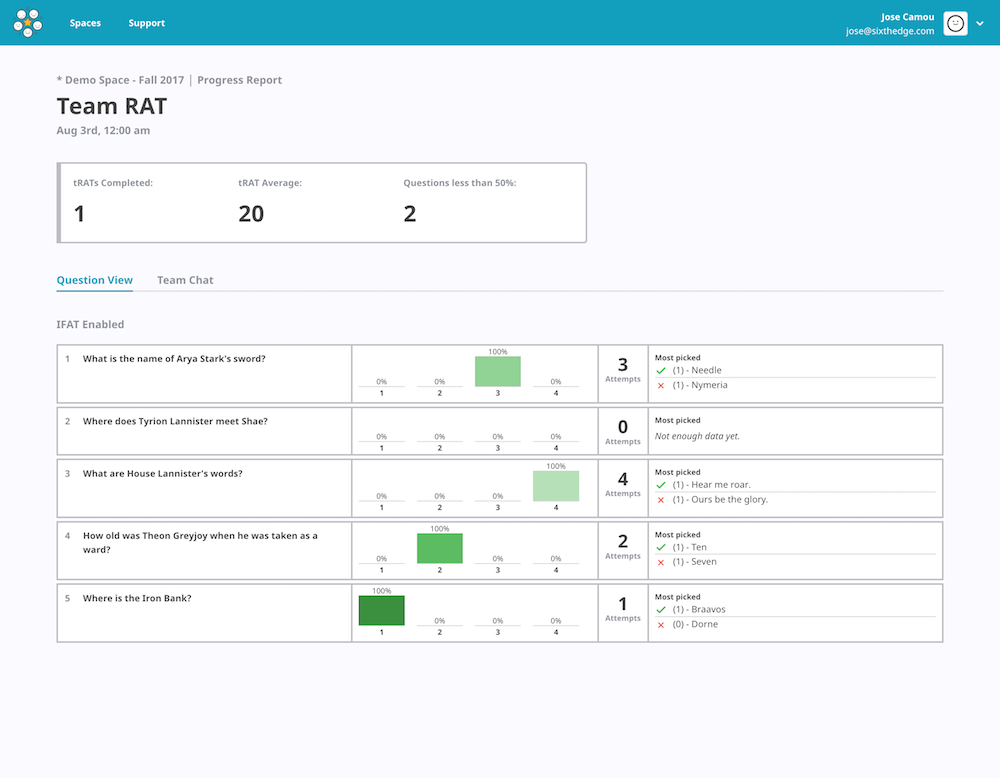 Spaces Support
Jose Camou
jose@sixthedge.com
* Demo Space - Fall 2017 | Progress Report
Team RAT
Aug 3rd, 12:00 am
tRATs Completed: tRAT Average: Questions less than 50%:
1 20 2
Question View Team Chat
IFAT Enabled
1 What is the name of Arya Stark's sword?
0% 0% 100% 0%
1 2 3 4
3
Attempts
Most picked
(1) - Needle
(1) - Nymeria
2 Where does Tyrion Lannister meet Shae?
0% 0% 0% 0%
1 2 3 4
0
Attempts
Most picked
Not enough data yet.
3 What are House Lannister's words?
0% 0% 0% 100%
1 2 3 4
4
Attempts
Most picked
(1) - Hear me roar.
(1) - Ours be the glory.
4 How old was Theon Greyjoy when he was taken as a
ward?
0% 100% 0% 0%
1 2 3 4
2
Attempts
Most picked
(1) - Ten
(1) - Seven
5 Where is the Iron Bank?
100% 0% 0% 0%
1 2 3 4
1
Attempts
Most picked
(1) - Braavos
(0) - Dorne